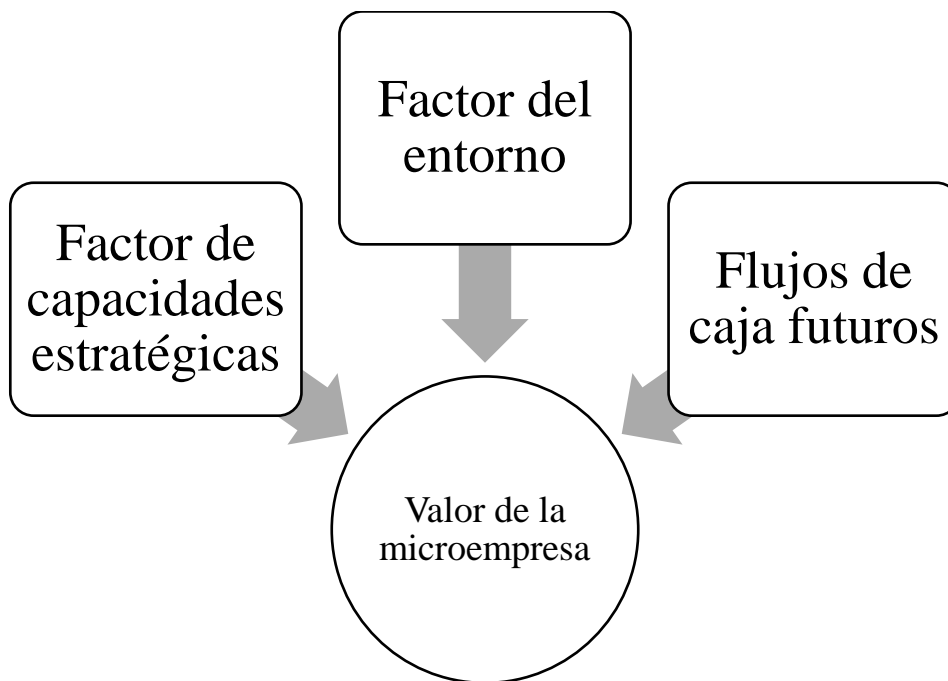 Factor del
entorno
Factor de
capacidades
estratégicas
Flujos de
caja futuros
Valor de la
microempresa